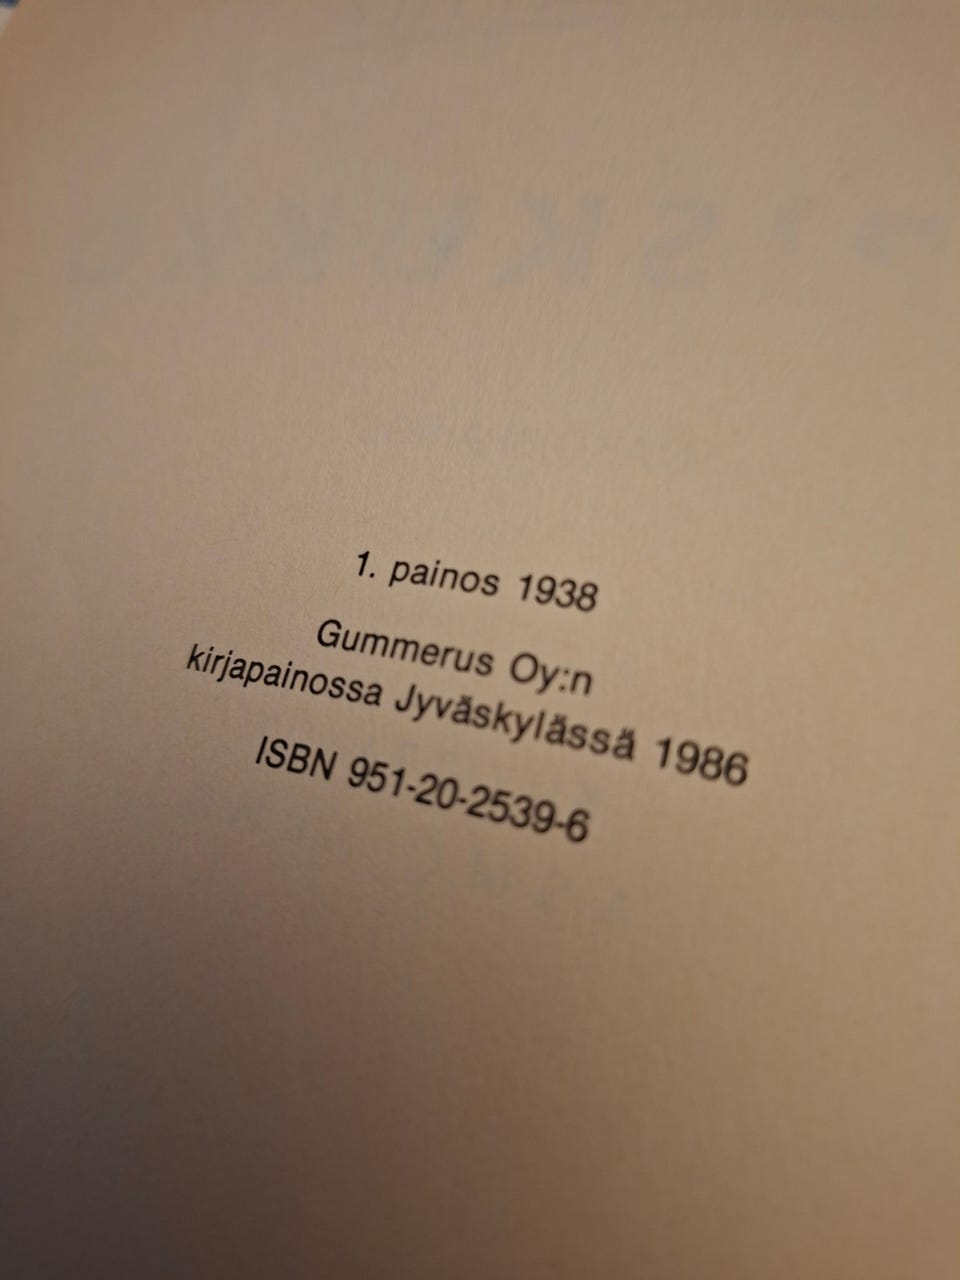 1. painos 1938
Gummerus Oy:n
kirjapainossa Jyväskylässä 1986
ISBN 951-20-2539-6